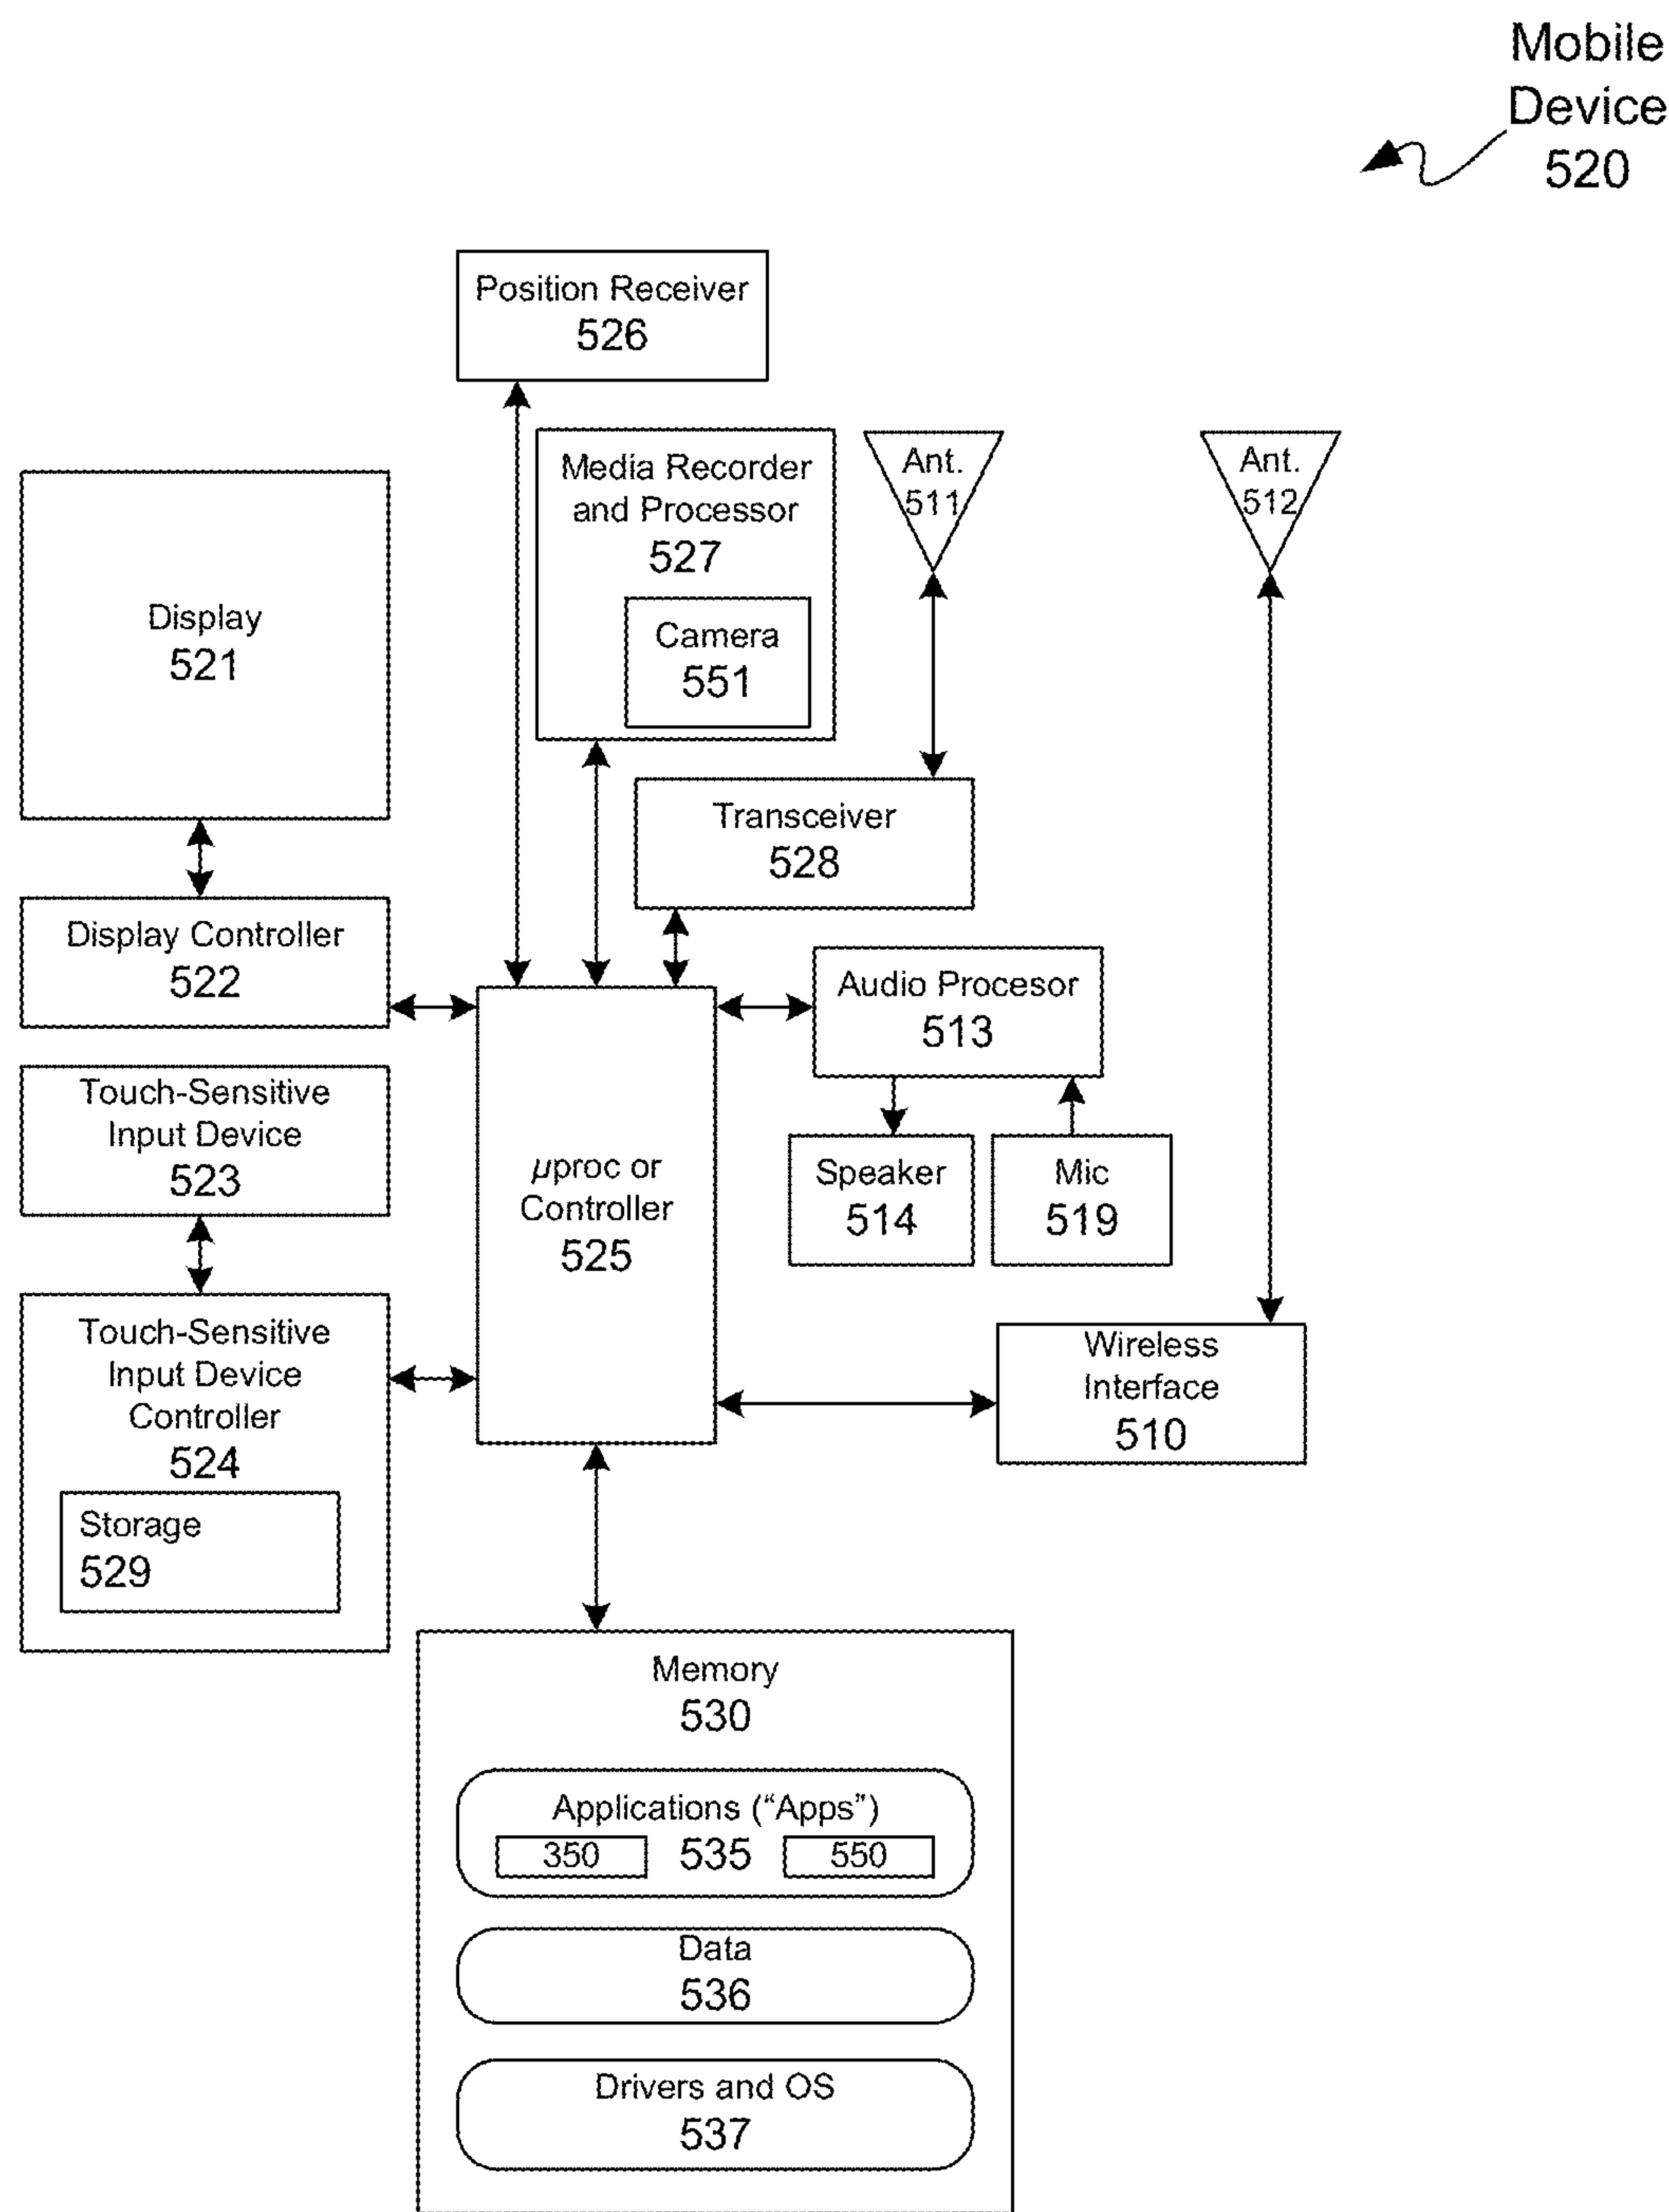 Mobile
Device
520
Position Receiver
526
Media Recorder
and Processor
527
Camera
551
Ant.
511
Ant.
512
Display
521
Transceiver
528
Display Controller
522
Audio Procesor
513
Touch-Sensitive
Input Device
523
µproc or
Controller
525
Speaker
514
Mic
519
Touch-Sensitive
Input Device
Controller
524
Storage
529
Wireless
Interface
510
Memory
530
Applications (“Apps”)
350 535 550
Data
536
Drivers and OS
537